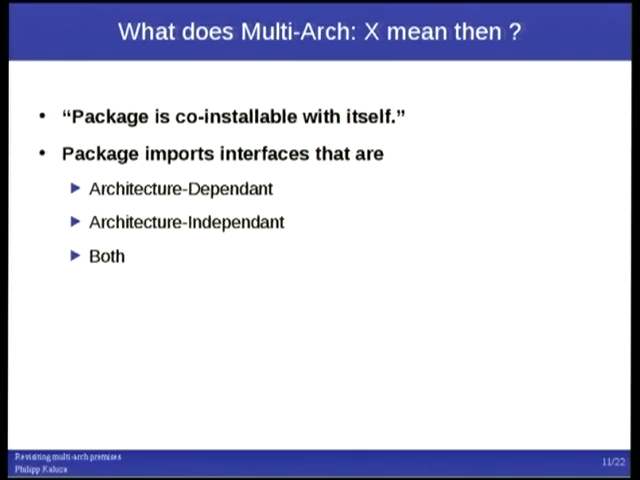 What does Multi-Arch: X mean then ?
“Package is co-installable with itself.”
Package imports interfaces that are
Architecture-Dependant
Architecture-Independant
Both
Revisiting multi-arch premises
Philipp Kaluza
11/22